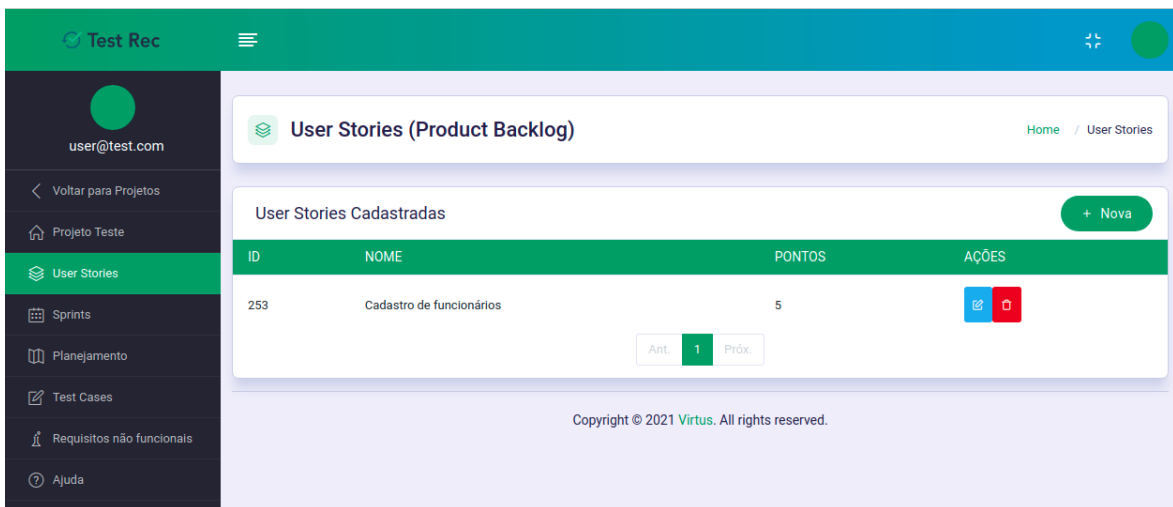 Test Rec
user@test.com
Voltar para Projetos
Projeto Teste
User Stories
Sprints
Planejamento
Test Cases
Requisitos não funcionais
Ajuda
User Stories (Product Backlog)
Home / User Stories
User Stories Cadastradas
+ Nova
ID NOME PONTOS AÇÕES
253 Cadastro de funcionários 5
Ant. 1 Próx.
Copyright © 2021 Virtus. All rights reserved.